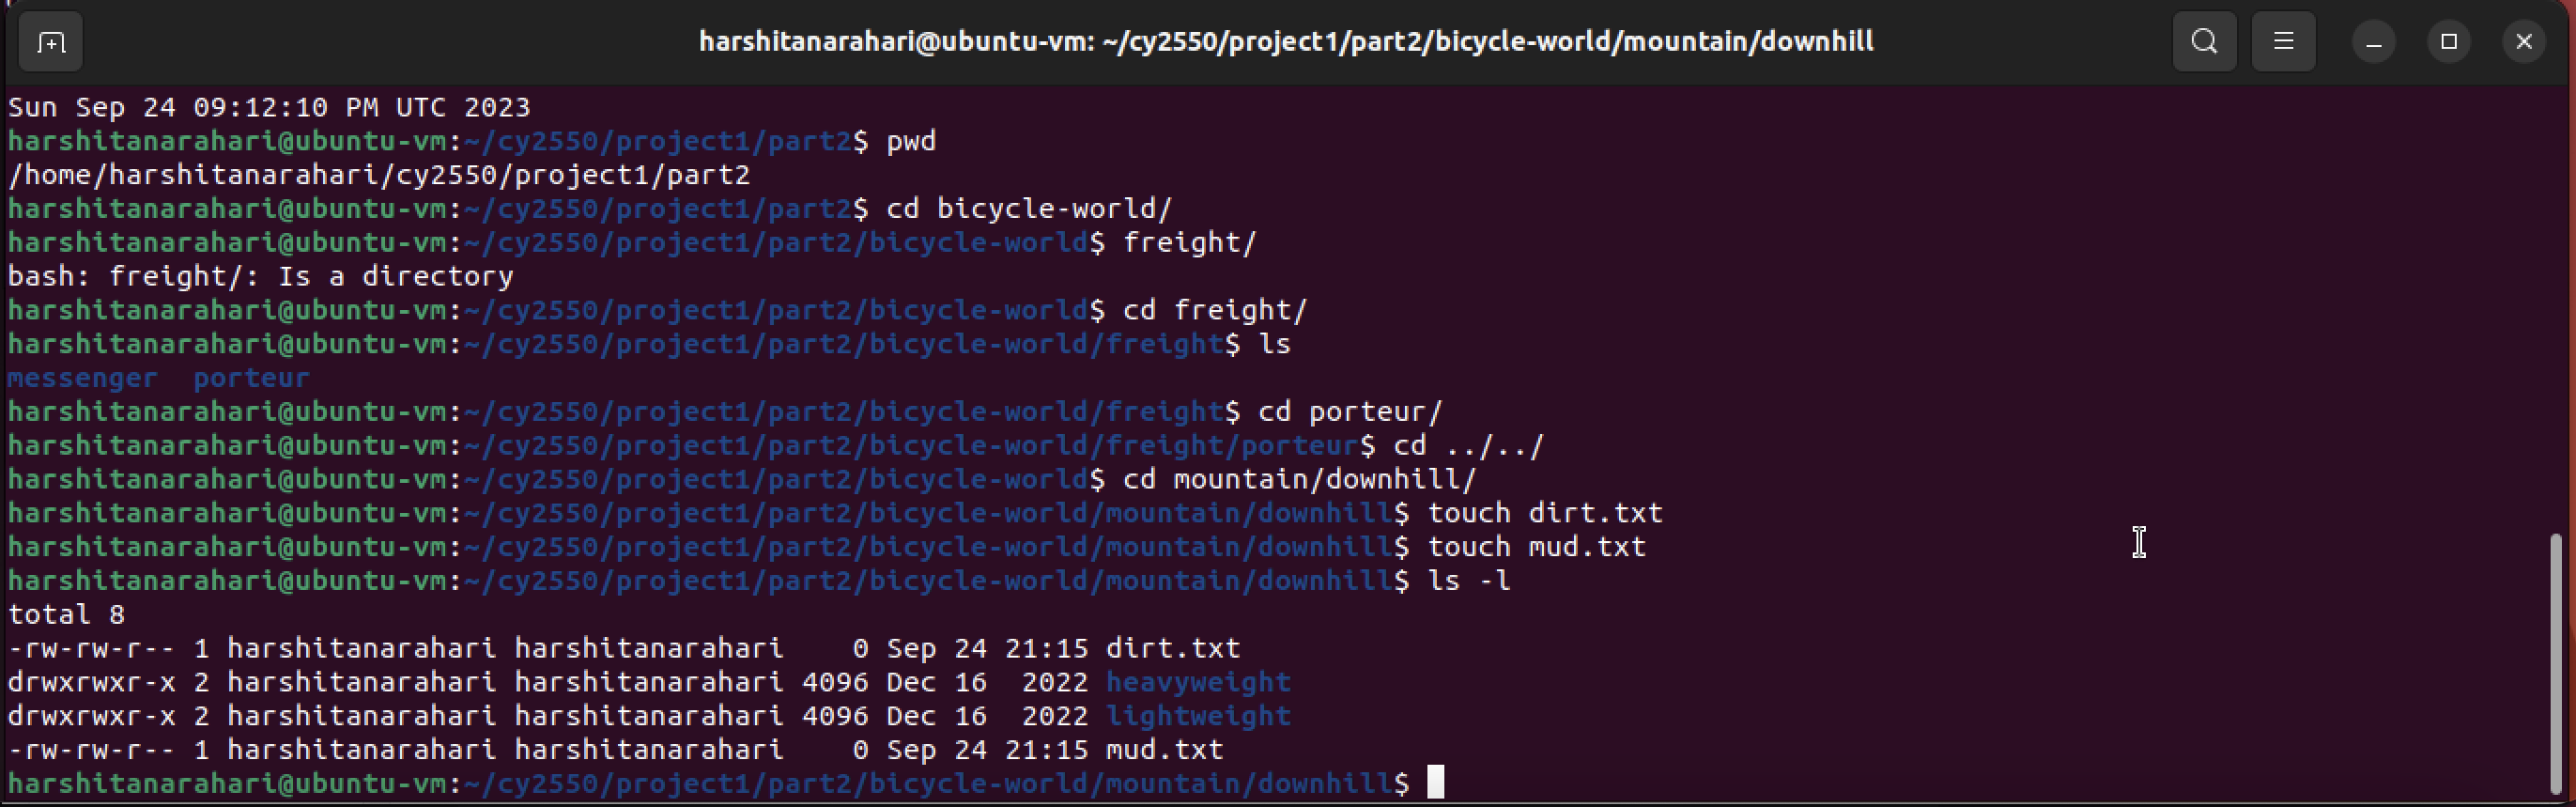 harshitanarahari@ubuntu-vm: ~/cy2550/project1/part2/bicycle-world/mountain/downhill
Sun Sep 24 09:12:10 PM UTC 2023
harshitanarahari@ubuntu-vm:~/cy2550/project1/part2$ pwd
/home/harshitanarahari/cy2550/project1/part2
harshitanarahari@ubuntu-vm:~/cy2550/project1/part2$ cd bicycle-world/
harshitanarahari@ubuntu-vm:~/cy2550/project1/part2/bicycle-world$ freight/
bash: freight/: Is a directory
harshitanarahari@ubuntu-vm:~/cy2550/project1/part2/bicycle-world$ cd freight/
harshitanarahari@ubuntu-vm:~/cy2550/project1/part2/bicycle-world/freight$ ls
messenger  porteur
harshitanarahari@ubuntu-vm:~/cy2550/project1/part2/bicycle-world/freight$ cd porteur/
harshitanarahari@ubuntu-vm:~/cy2550/project1/part2/bicycle-world/freight/porteur$ cd ../../
harshitanarahari@ubuntu-vm:~/cy2550/project1/part2/bicycle-world$ cd mountain/downhill/
harshitanarahari@ubuntu-vm:~/cy2550/project1/part2/bicycle-world/mountain/downhill$ touch dirt.txt
harshitanarahari@ubuntu-vm:~/cy2550/project1/part2/bicycle-world/mountain/downhill$ touch mud.txt
harshitanarahari@ubuntu-vm:~/cy2550/project1/part2/bicycle-world/mountain/downhill$ ls -l
total 8
-rw-rw-r-- 1 harshitanarahari harshitanarahari    0 Sep 24 21:15 dirt.txt
drwxrwxr-x 2 harshitanarahari harshitanarahari 4096 Dec 16  2022 heavyweight
drwxrwxr-x 2 harshitanarahari harshitanarahari 4096 Dec 16  2022 lightweight
-rw-rw-r-- 1 harshitanarahari harshitanarahari    0 Sep 24 21:15 mud.txt
harshitanarahari@ubuntu-vm:~/cy2550/project1/part2/bicycle-world/mountain/downhill$